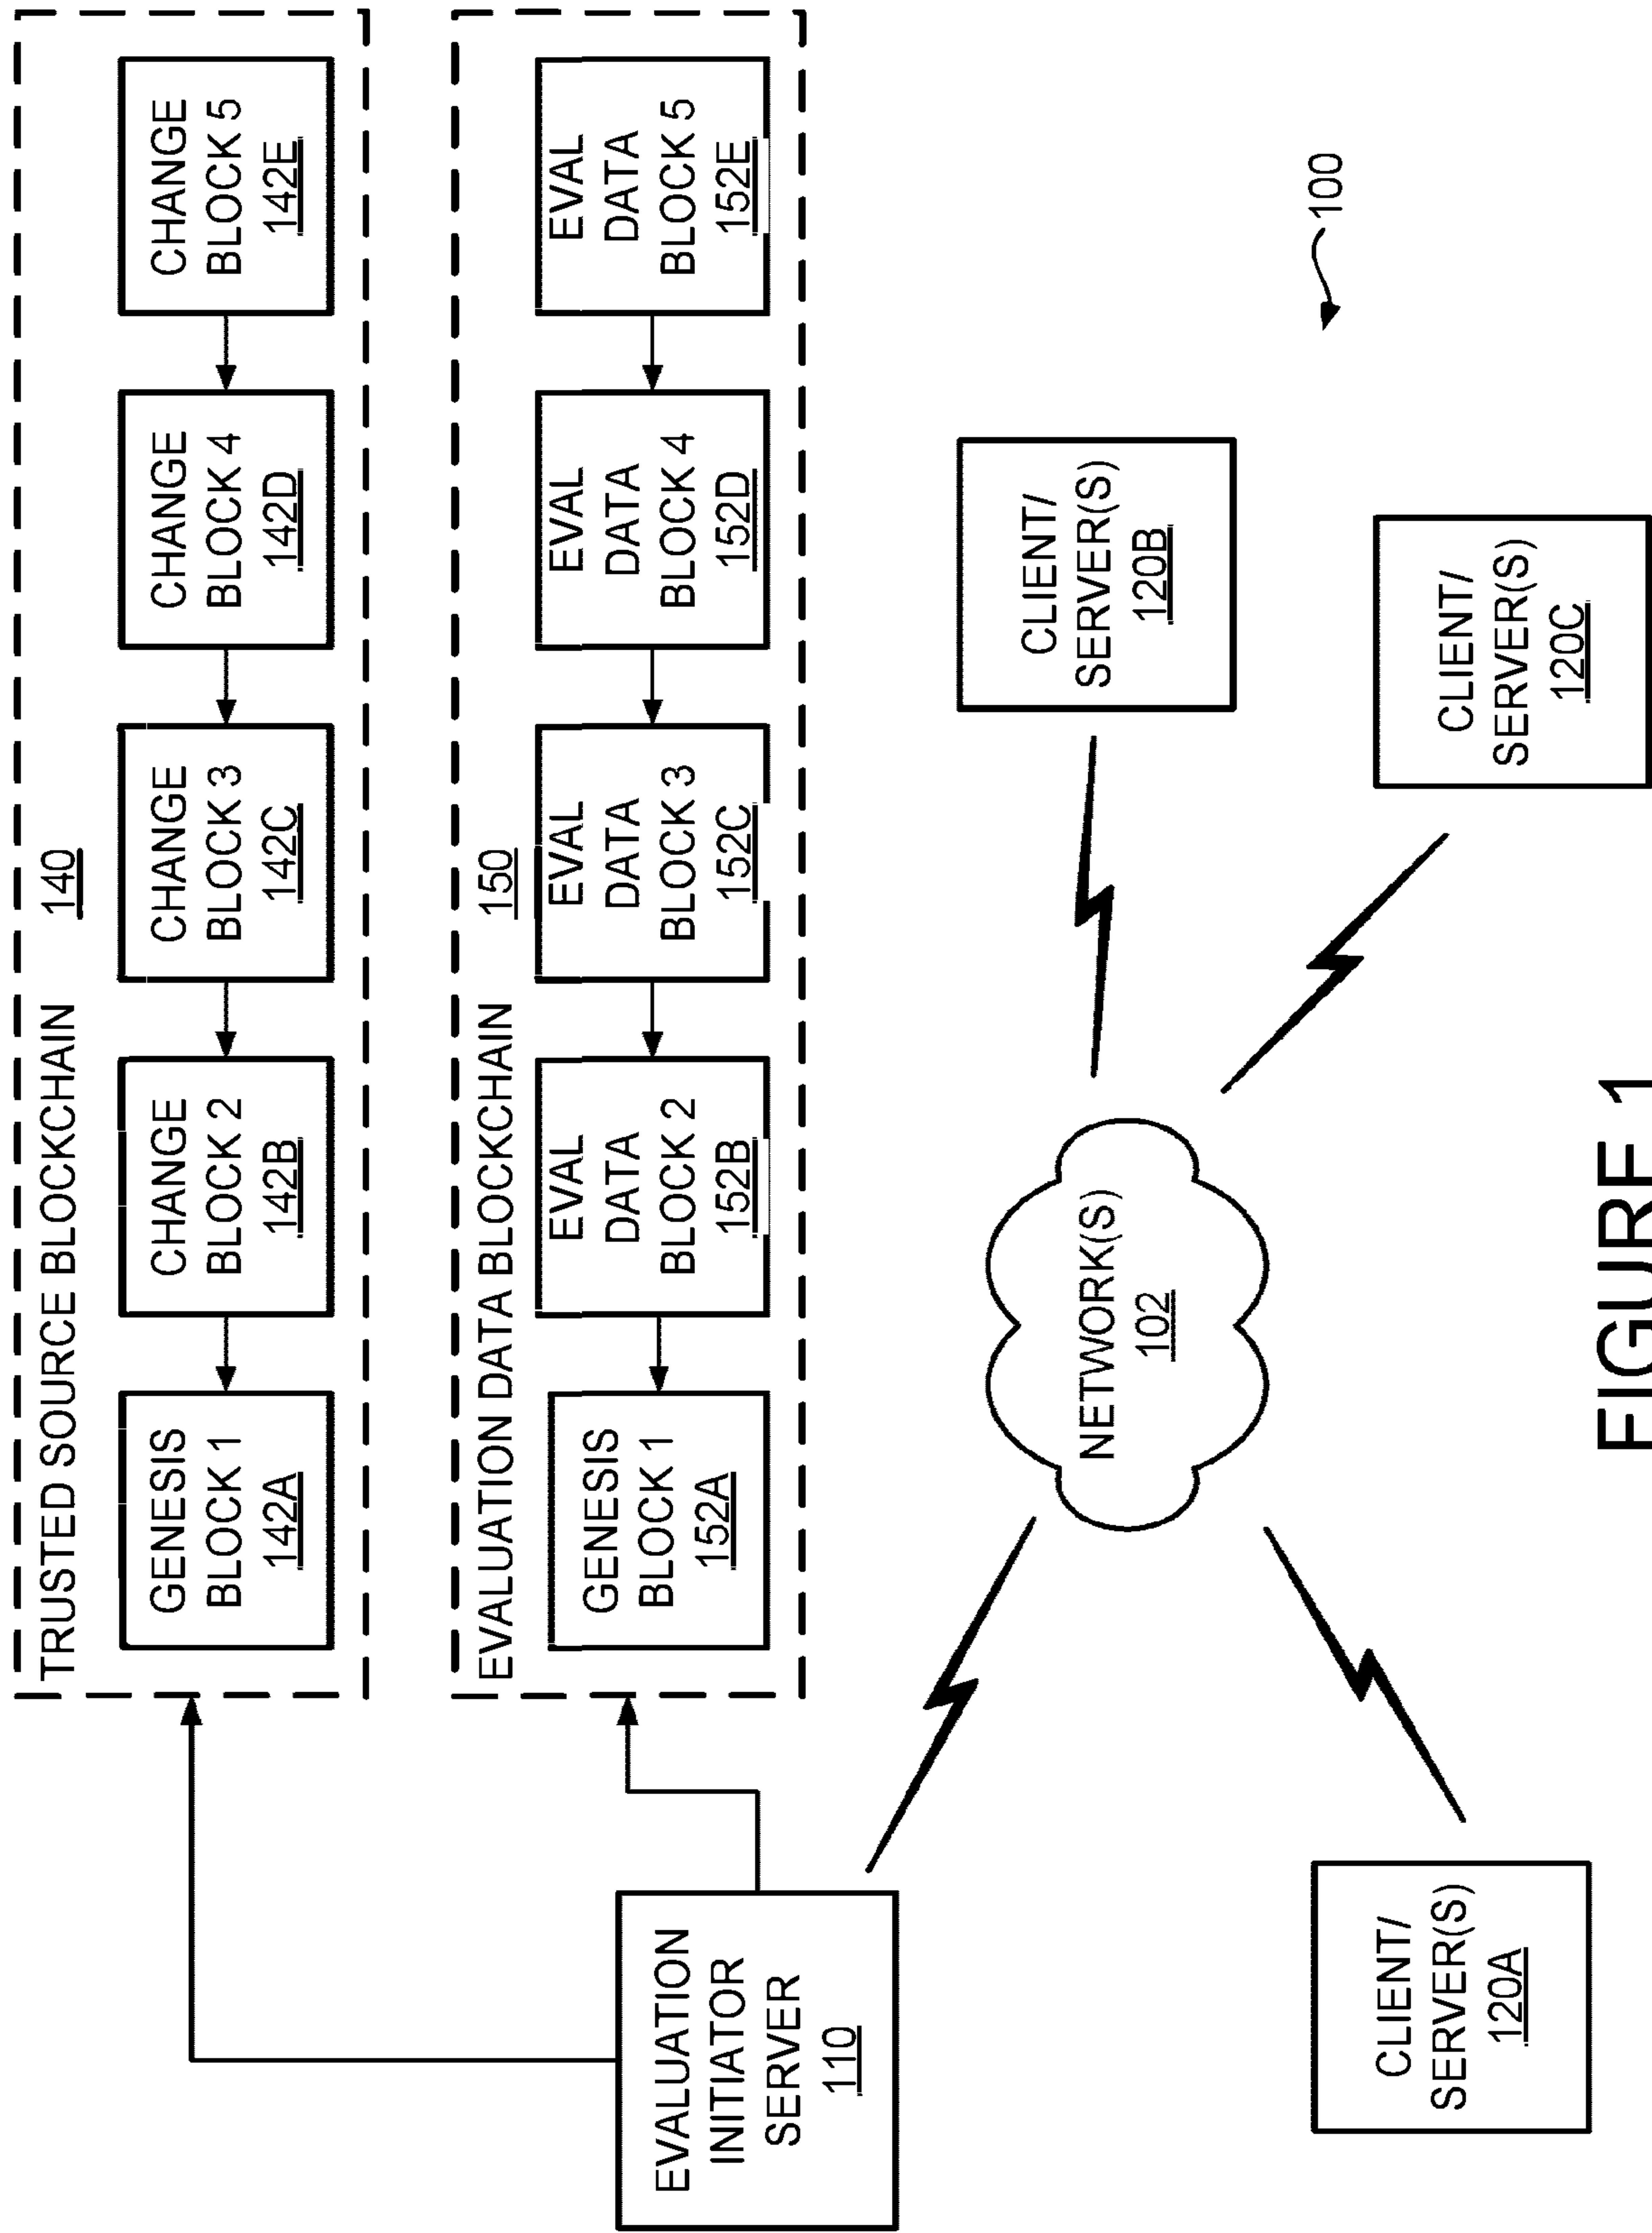 TRUSTED SOURCE BLOCKCHAIN 140
GENESIS
BLOCK 1
142A
CHANGE
BLOCK 2
142B
CHANGE
BLOCK 3
142C
CHANGE
BLOCK 4
142D
CHANGE
BLOCK 5
142E
EVALUATION DATA BLOCKCHAIN 150
GENESIS
BLOCK 1
152A
EVAL
DATA
BLOCK 2
152B
EVAL
DATA
BLOCK 3
152C
EVAL
DATA
BLOCK 4
152D
EVAL
DATA
BLOCK 5
152E
EVALUATION
INITIATOR
SERVER
110
NETWORK(S)
102
CLIENT/
SERVER(S)
120B
CLIENT/
SERVER(S)
120C
CLIENT/
SERVER(S)
120A
100
FIGURE 1